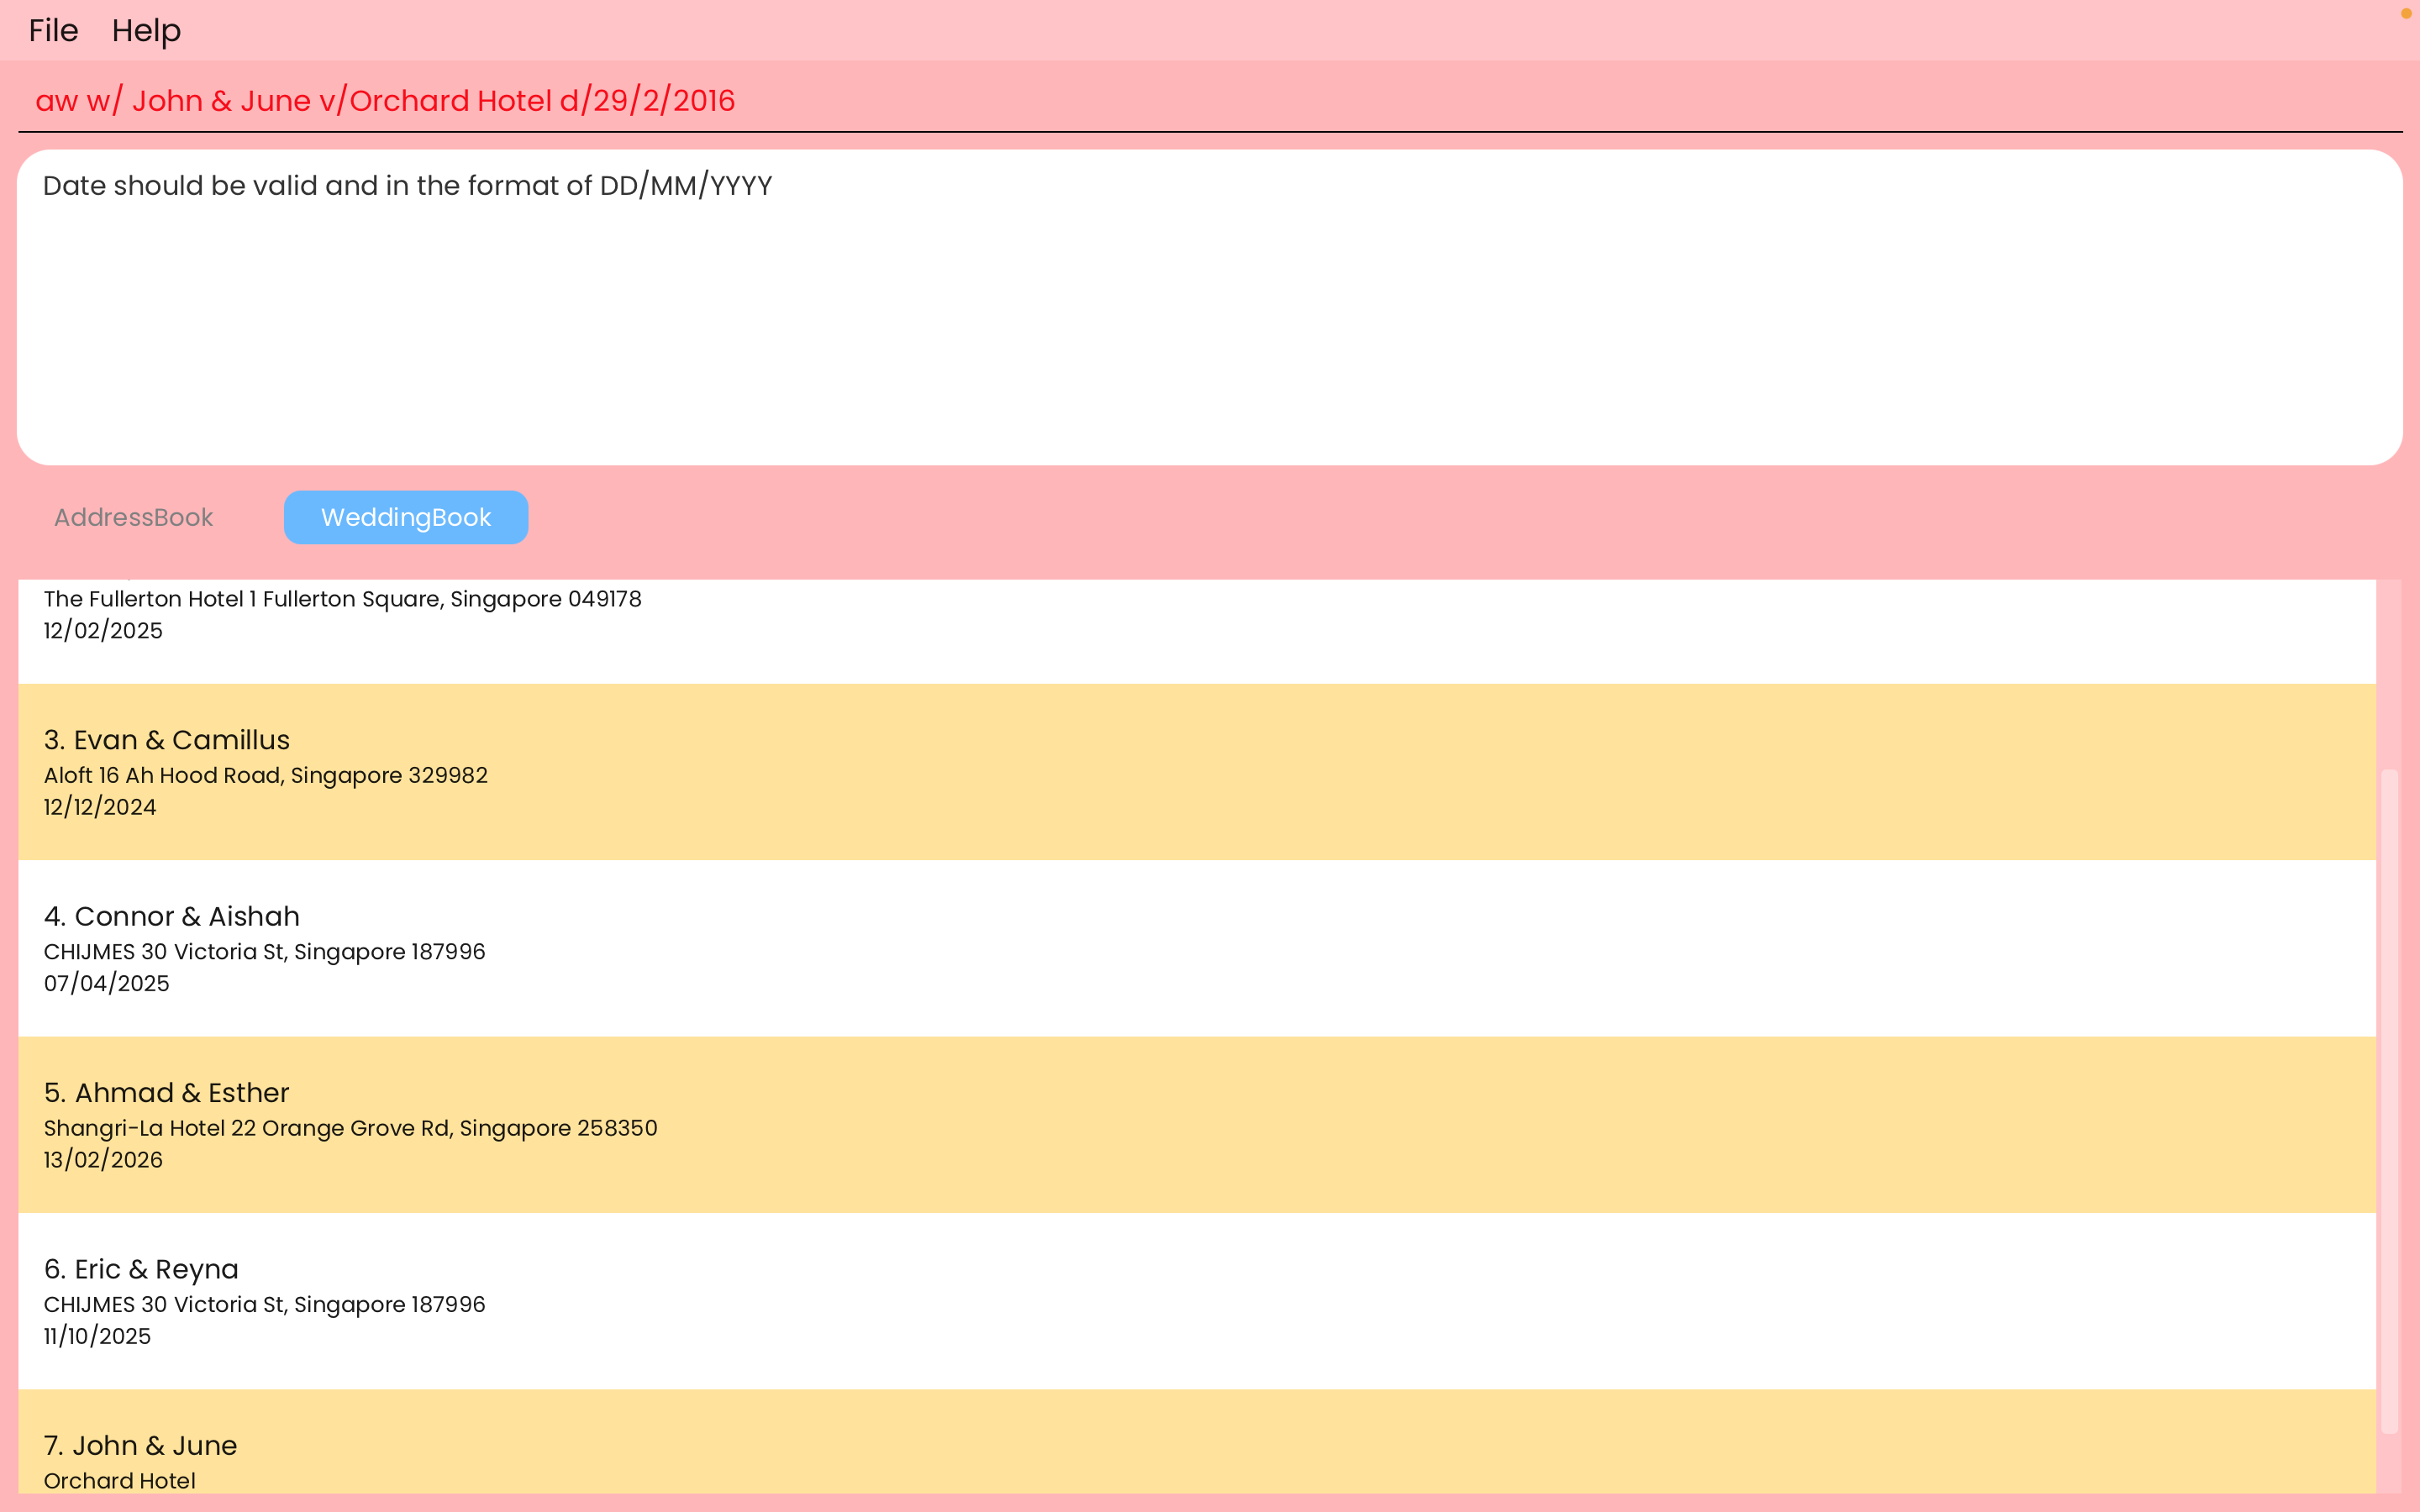 File Help
aw w/ John & June v/Orchard Hotel d/29/2/2016
Date should be valid and in the format of DD/MM/YYYY
AddressBook WeddingBook
The Fullerton Hotel 1 Fullerton Square, Singapore 049178
12/02/2025
3. Evan & Camillus
Aloft 16 Ah Hood Road, Singapore 329982
12/12/2024
4. Connor & Aishah
CHIJMES 30 Victoria St, Singapore 187996
07/04/2025
5. Ahmad & Esther
Shangri-La Hotel 22 Orange Grove Rd, Singapore 258350
13/02/2026
6. Eric & Reyna
CHIJMES 30 Victoria St, Singapore 187996
11/10/2025
7. John & June
Orchard Hotel